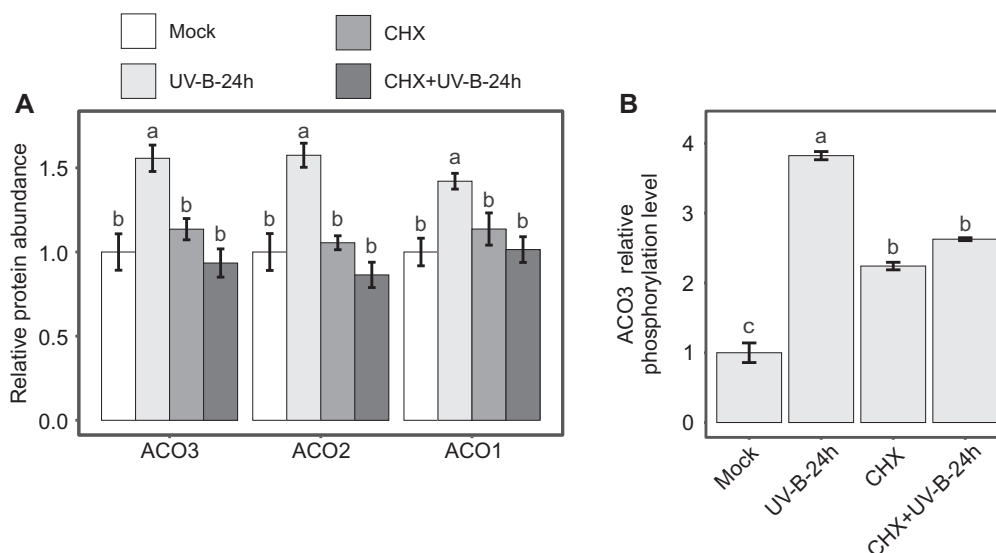 Mock
CHX
UV-B-24h
CHX+UV-B-24h
A
Relative protein abundance
1.5
1.0
0.5
0.0
b
a
b
b
b
a
b
b
b
a
b
b
ACO3
ACO2
ACO1
B
ACO3 relative
phosphorylation level
4
3
2
1
0
c
a
b
b
Mock
UV-B-24h
CHX
CHX+UV-B-24h